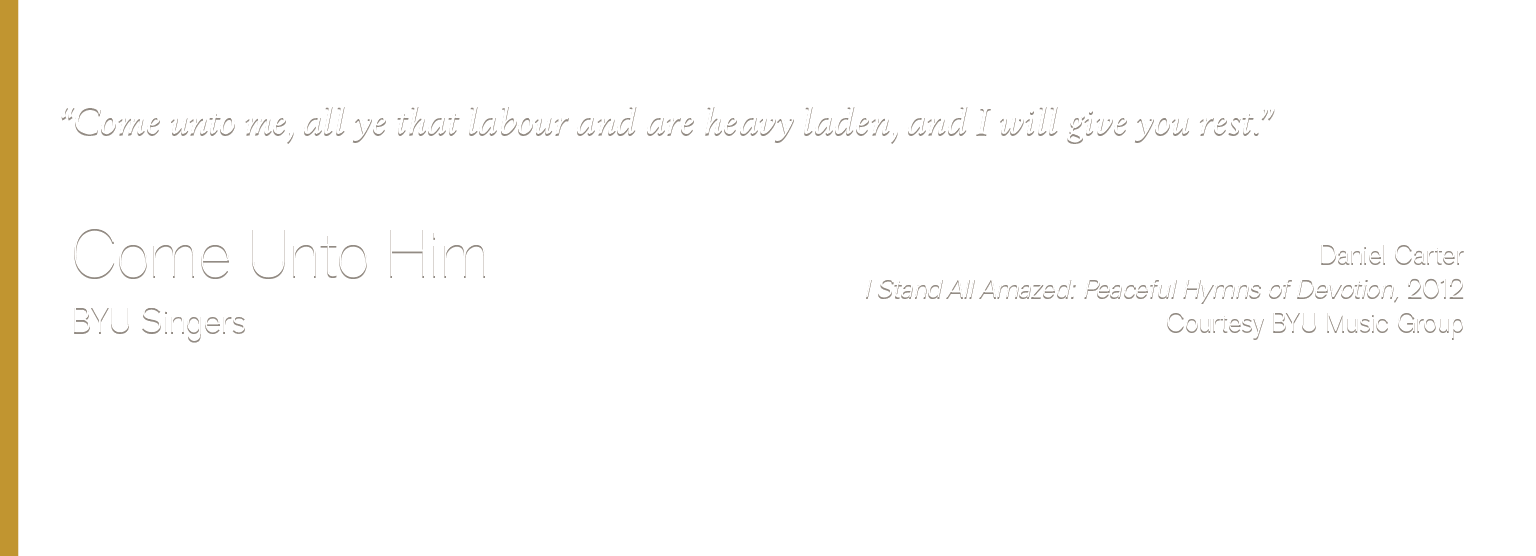 “Come unto me, all ye that labour and are heavy laden, and I will give you rest.”
Come Unto Him
BYU Singers
Daniel Carter
I Stand All Amazed: Peaceful Hymns of Devotion, 2012
Courtesy BYU Music Group